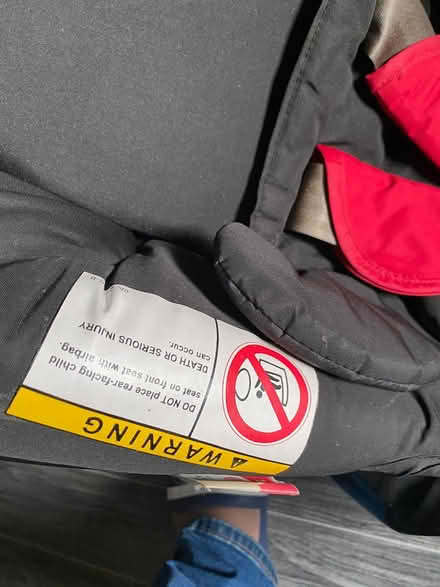 WARNING
DO NOT place rear-facing child
seat on front seat with airbag.
DEATH OR SERIOUS INJURY
can occur.